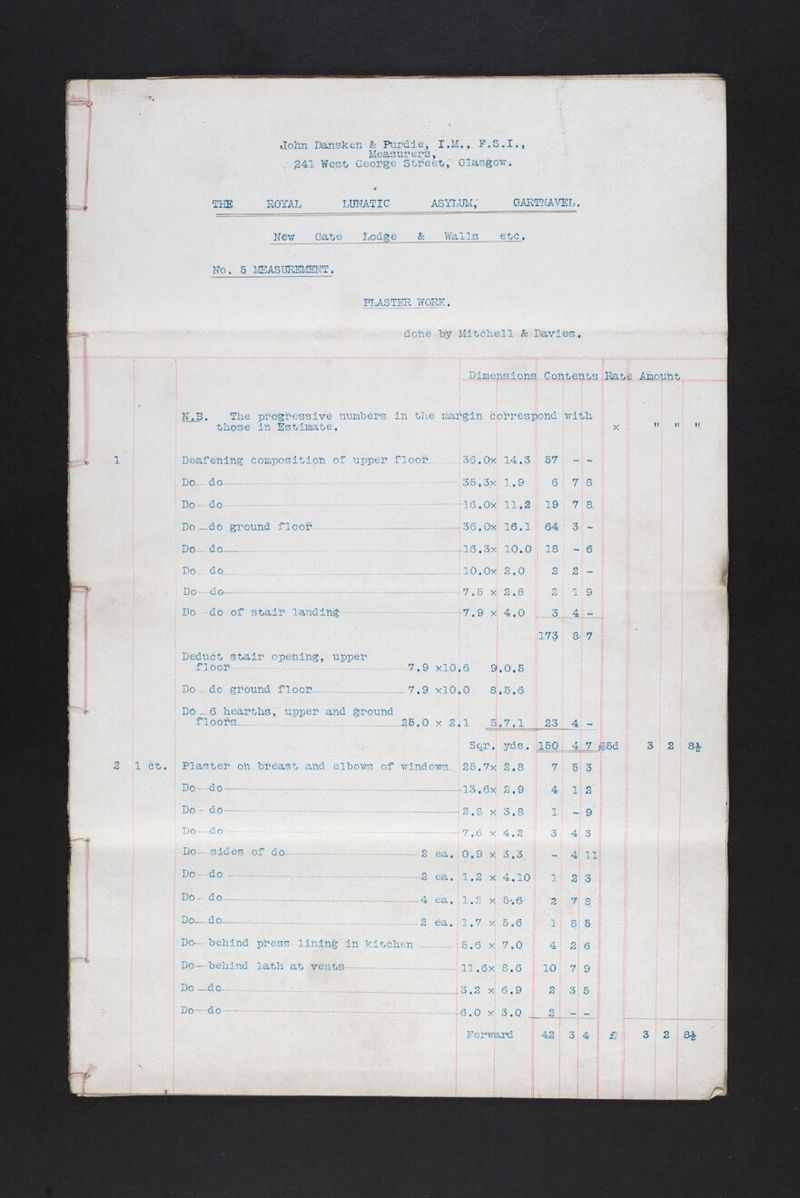 John Dansken & Purdie, I.M., F.S.I.,
Measurers,
241 West George Street, Glasgow.
THE ROYAL LUNATIC ASYLUM, GARTNAVEL.
New Gate Lodge & Walls etc.
No. 5 MEASUREMENT.
PLASTER WORK.
done by Mitchell & Davies.
Dimensions Contents Rate Amount
N.B. The progressive numbers in the margin correspond with
those in Estimate. x " " "
1 Deafening composition of upper floor 36.0x 14.3 57 - -
Do do 35.3x 1.9 6 7 8
Do do 16.0x 11.2 19 7 8
Do do ground floor 36.0x 16.1 64 3 -
Do do 16.3x 10.0 18 - 6
Do do 10.0x 2.0 2 2 -
Do do 7.5 x 2.8 2 1 9
Do do of stair landing 7.9 x 4.0 3 4 -
173 8 7
Deduct stair opening, upper
floor 7.9 x10.6 9.0.5
Do do ground floor 7.9 x10.0 8.5.6
Do 6 hearths, upper and ground
floors 25.0 x 2.1 5.7.1 23 4 -
Sqr. yds. 150 4 7 @5d 3 2 8½
2 1 ct. Plaster on breast and elbows of windows 25.7x 2.8 7 5 3
Do do 13.6x 2.9 4 1 2
Do do 2.5 x 3.8 1 - 9
Do do 7.6 x 4.2 3 4 3
Do sides of do 2 ea. 0.9 x 3.3 - 4 11
Do do 2 ea. 1.2 x 4.10 1 2 3
Do do 4 ea. 1.2 x 5.6 2 7 8
Do do 2 ea. 1.7 x 5.6 1 8 5
Do behind press lining in kitchen 5.6 x 7.0 4 2 6
Do behind lath at vents 11.6x 8.6 10 7 9
Do do 3.2 x 6.9 2 3 5
Do do 6.0 x 3.0 2 - -
Forward 42 3 4 £ 3 2 8½